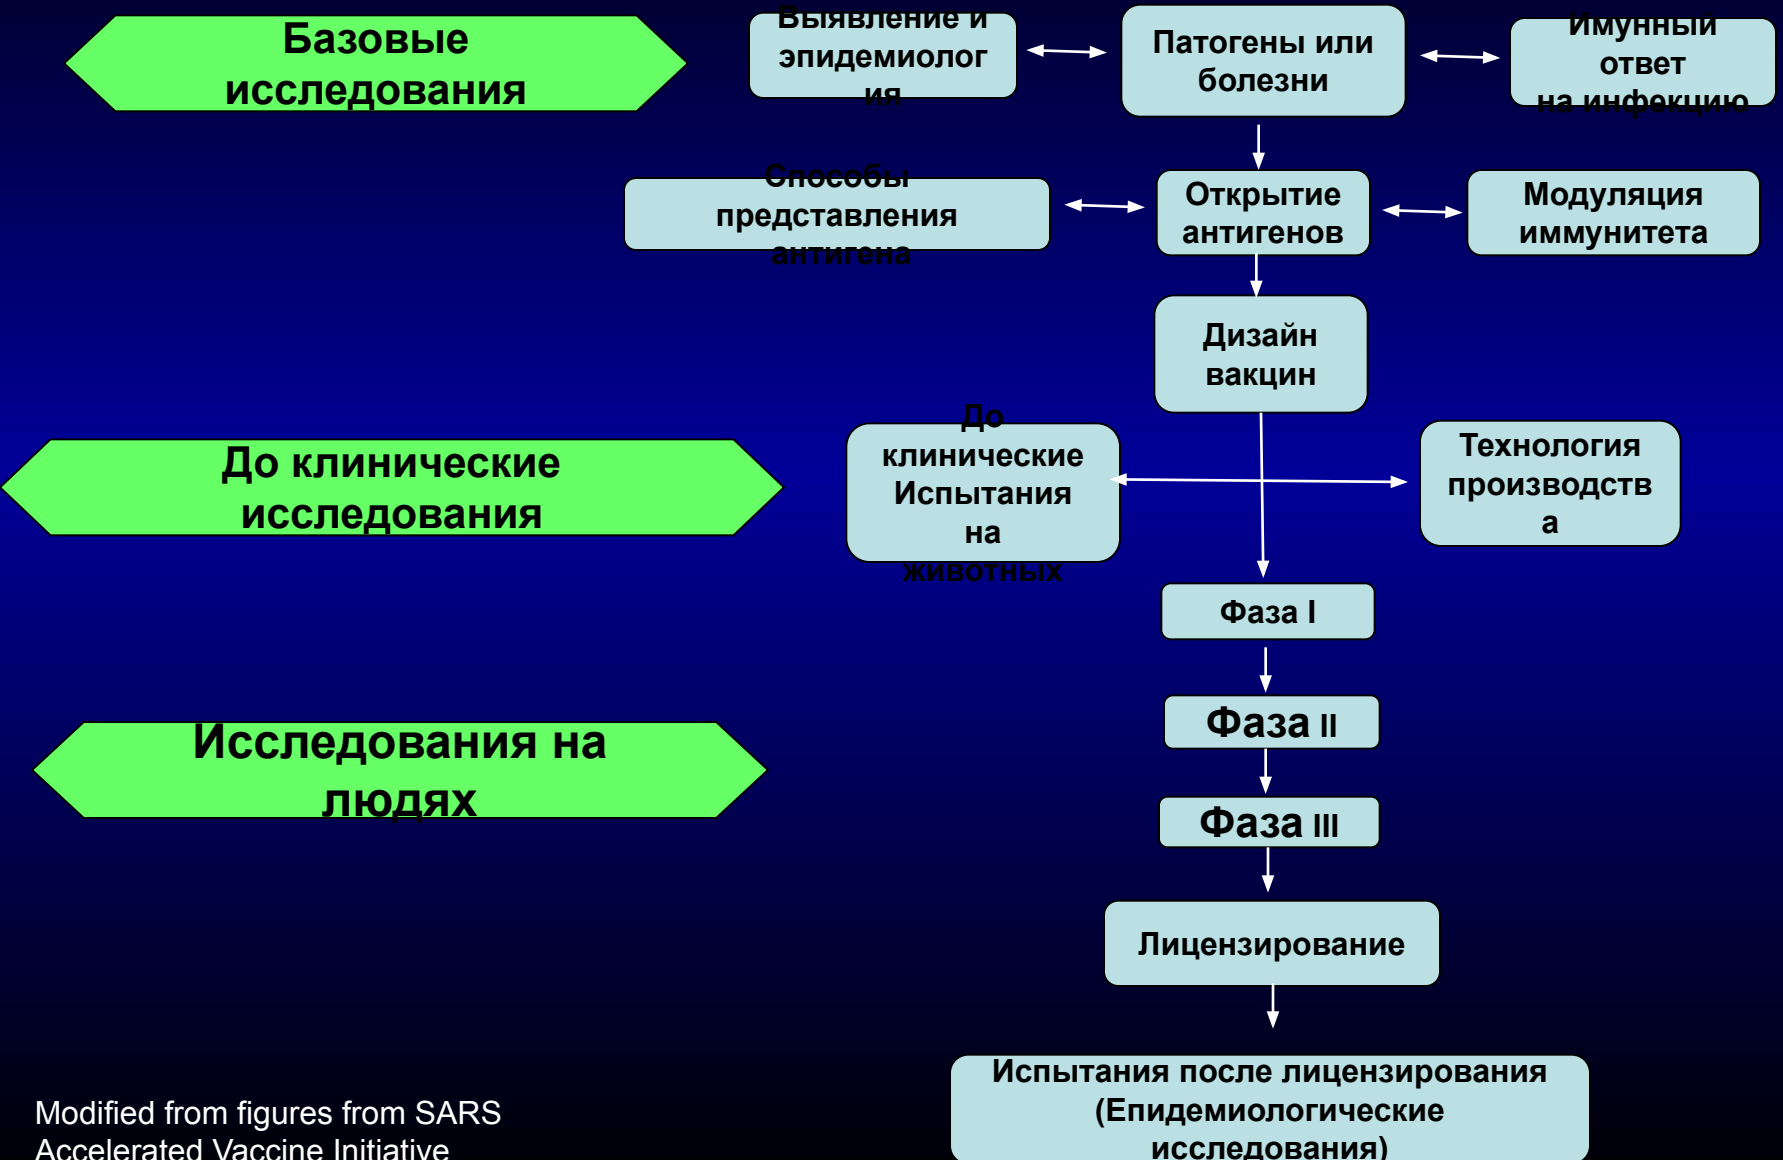 Базовые
исследования
Выявление и
эпидемиолог
ия
Патогены или
болезни
Имунный
ответ
на инфекцию
Способы
представления
антигена
Открытие
антигенов
Модуляция
иммунитета
Дизайн
вакцин
До клинические
исследования
До
клинические
Испытания
на
животных
Технология
производств
а
Фаза I
Исследования на
людях
Фаза II
Фаза III
Лицензирование
Испытания после лицензирования
(Епидемиологические
исследования)
Modified from figures from SARS
Accelerated Vaccine Initiative